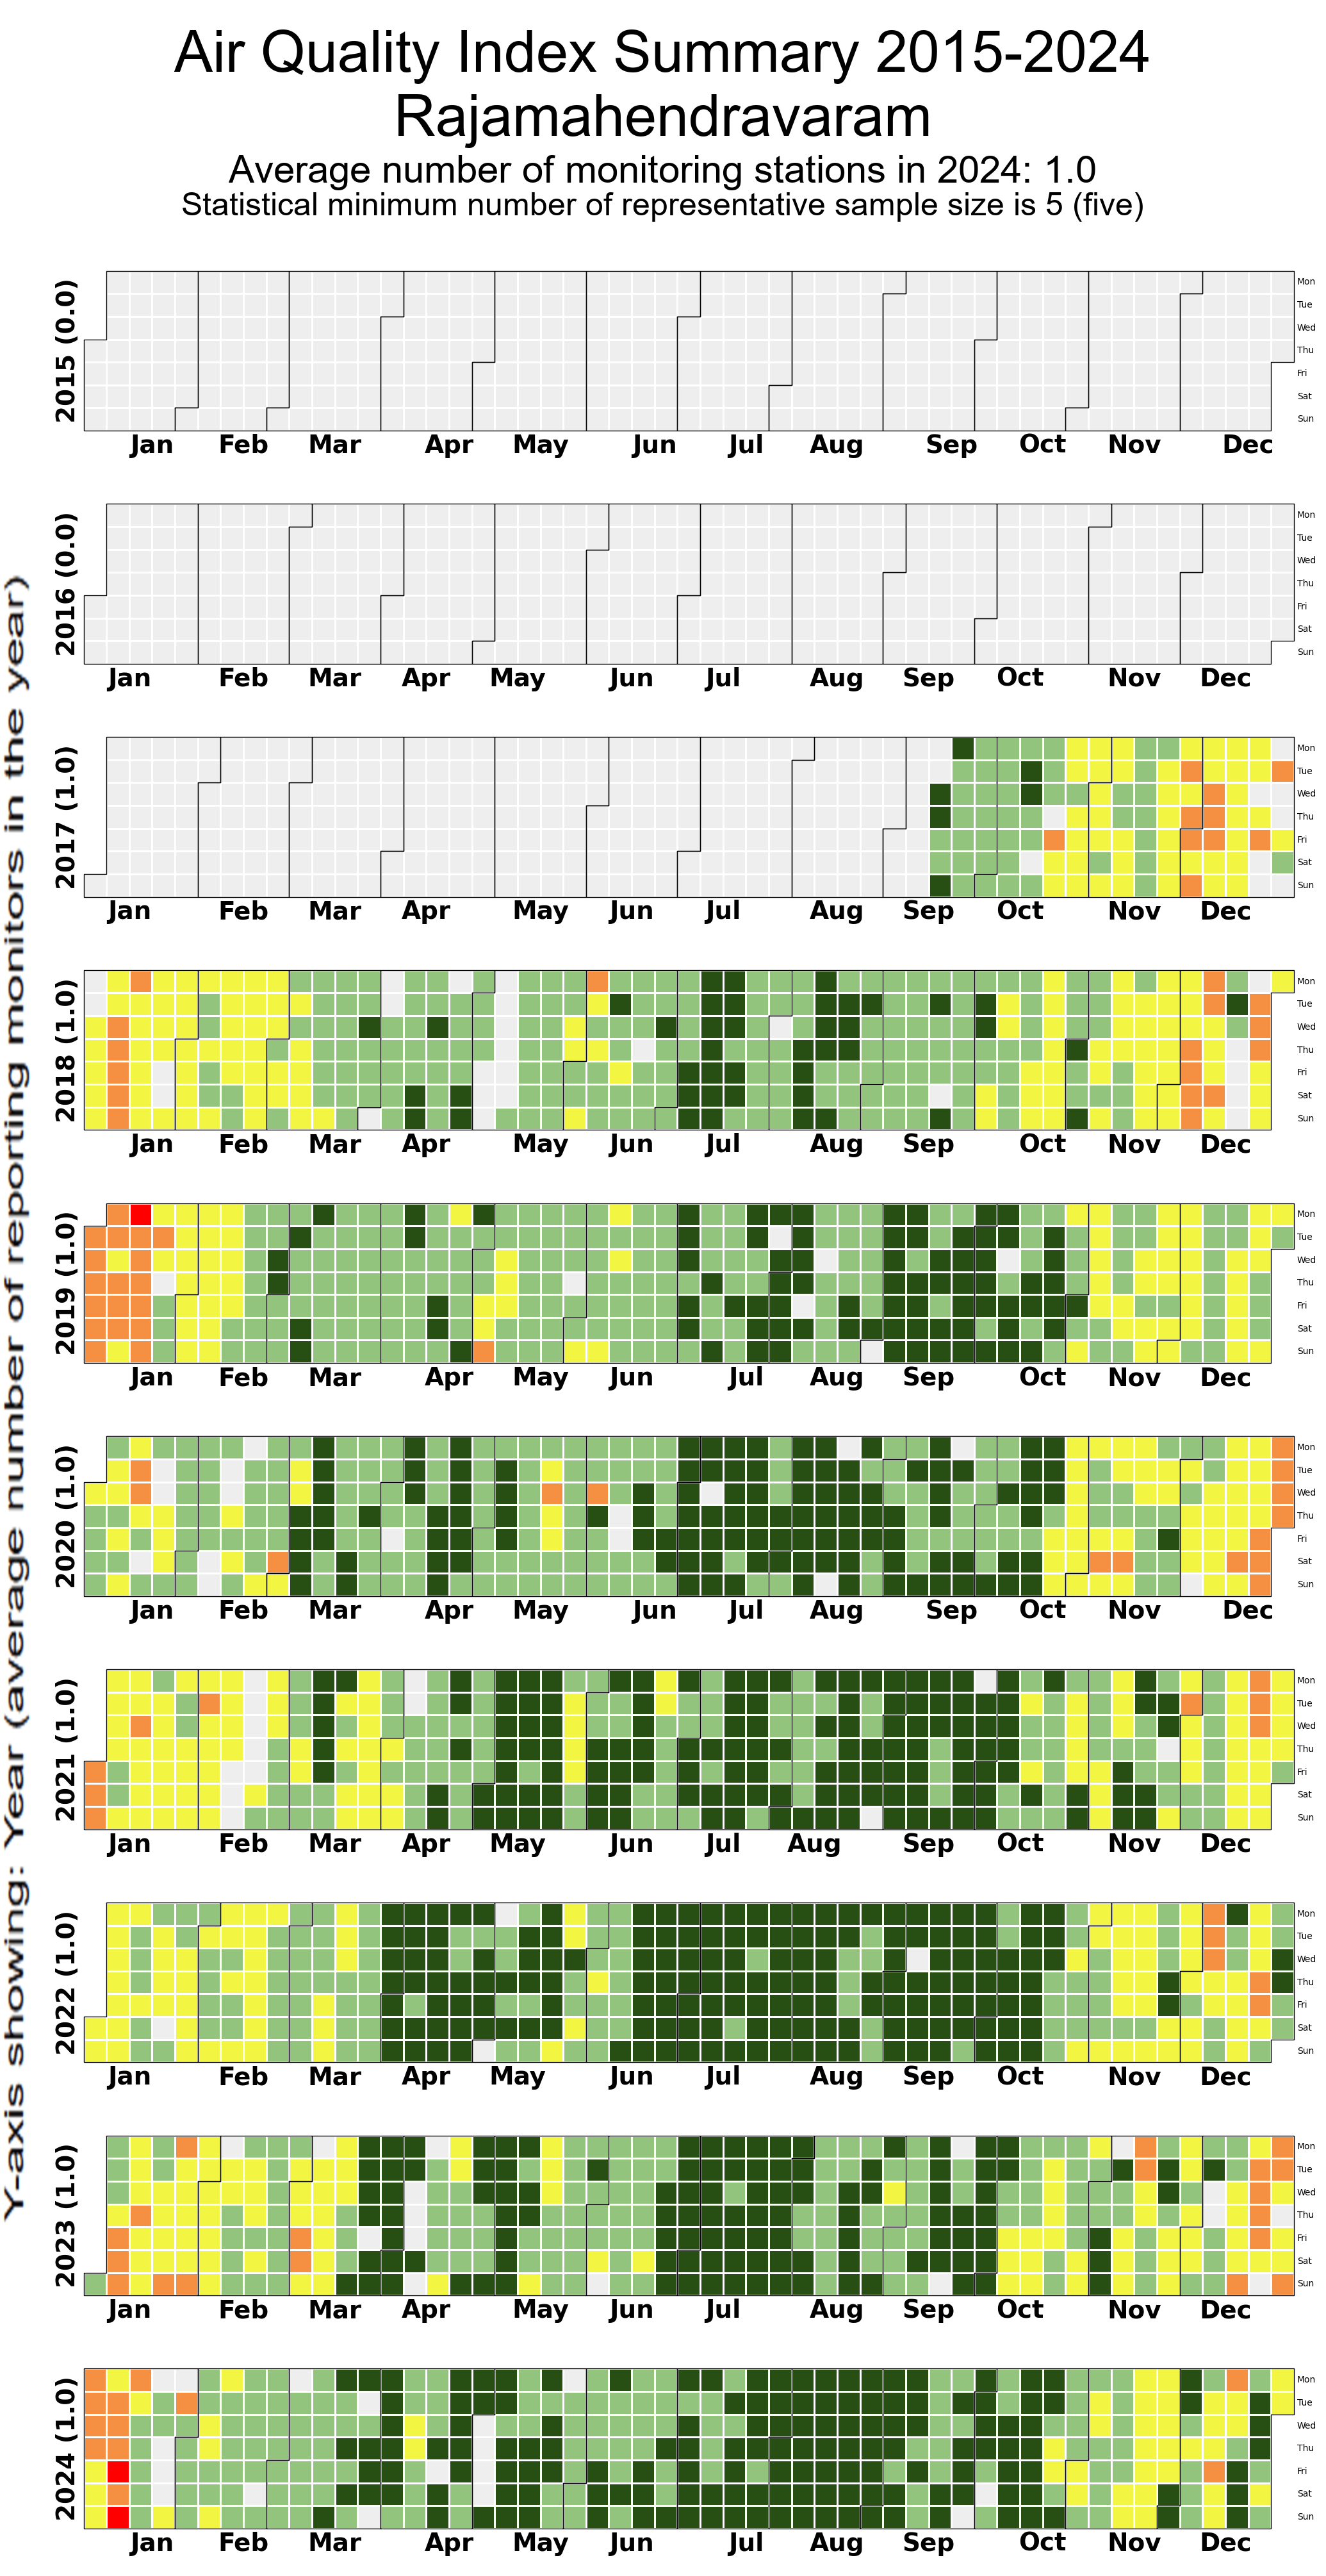 Air Quality Index Summary 2015-2024
Rajamahendravaram
Average number of monitoring stations in 2024: 1.0
Statistical minimum number of representative sample size is 5 (five)
Y-axis showing: Year (average number of reporting monitors in the year)
2015 (0.0)
Mon
Tue
Wed
Thu
Fri
Sat
Sun
Jan Feb Mar Apr May Jun Jul Aug Sep Oct Nov Dec
2016 (0.0)
Mon
Tue
Wed
Thu
Fri
Sat
Sun
Jan Feb Mar Apr May Jun Jul Aug Sep Oct Nov Dec
2017 (1.0)
Mon
Tue
Wed
Thu
Fri
Sat
Sun
Jan Feb Mar Apr May Jun Jul Aug Sep Oct Nov Dec
2018 (1.0)
Mon
Tue
Wed
Thu
Fri
Sat
Sun
Jan Feb Mar Apr May Jun Jul Aug Sep Oct Nov Dec
2019 (1.0)
Mon
Tue
Wed
Thu
Fri
Sat
Sun
Jan Feb Mar Apr May Jun Jul Aug Sep Oct Nov Dec
2020 (1.0)
Mon
Tue
Wed
Thu
Fri
Sat
Sun
Jan Feb Mar Apr May Jun Jul Aug Sep Oct Nov Dec
2021 (1.0)
Mon
Tue
Wed
Thu
Fri
Sat
Sun
Jan Feb Mar Apr May Jun Jul Aug Sep Oct Nov Dec
2022 (1.0)
Mon
Tue
Wed
Thu
Fri
Sat
Sun
Jan Feb Mar Apr May Jun Jul Aug Sep Oct Nov Dec
2023 (1.0)
Mon
Tue
Wed
Thu
Fri
Sat
Sun
Jan Feb Mar Apr May Jun Jul Aug Sep Oct Nov Dec
2024 (1.0)
Mon
Tue
Wed
Thu
Fri
Sat
Sun
Jan Feb Mar Apr May Jun Jul Aug Sep Oct Nov Dec